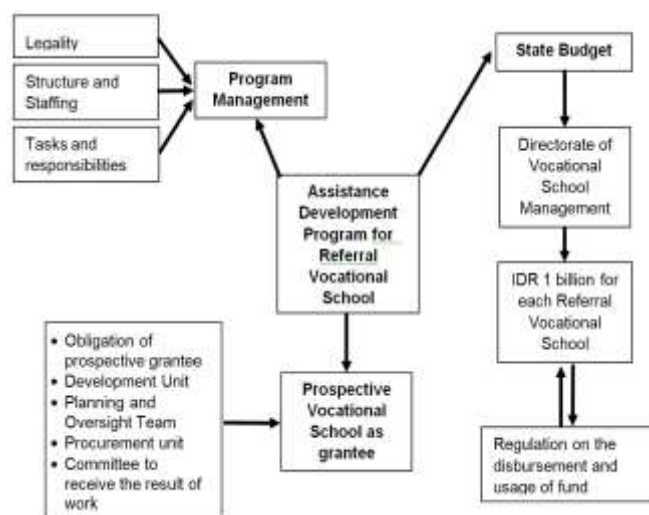 Legality
Structure and
Staffing
Tasks and
responsibilities
Program
Management
State Budget
Directorate of
Vocational
School
Management
Assistance
Development
Program for
Referral
Vocational
School
IDR 1 billion for
each Referral
Vocational
School
• Obligation of
prospective grantee
• Development Unit
• Planning and
Oversight Team
• Procurement unit
• Committee to
receive the result of
work
Prospective
Vocational
School as
grantee
Regulation on the
disbursement and
usage of fund